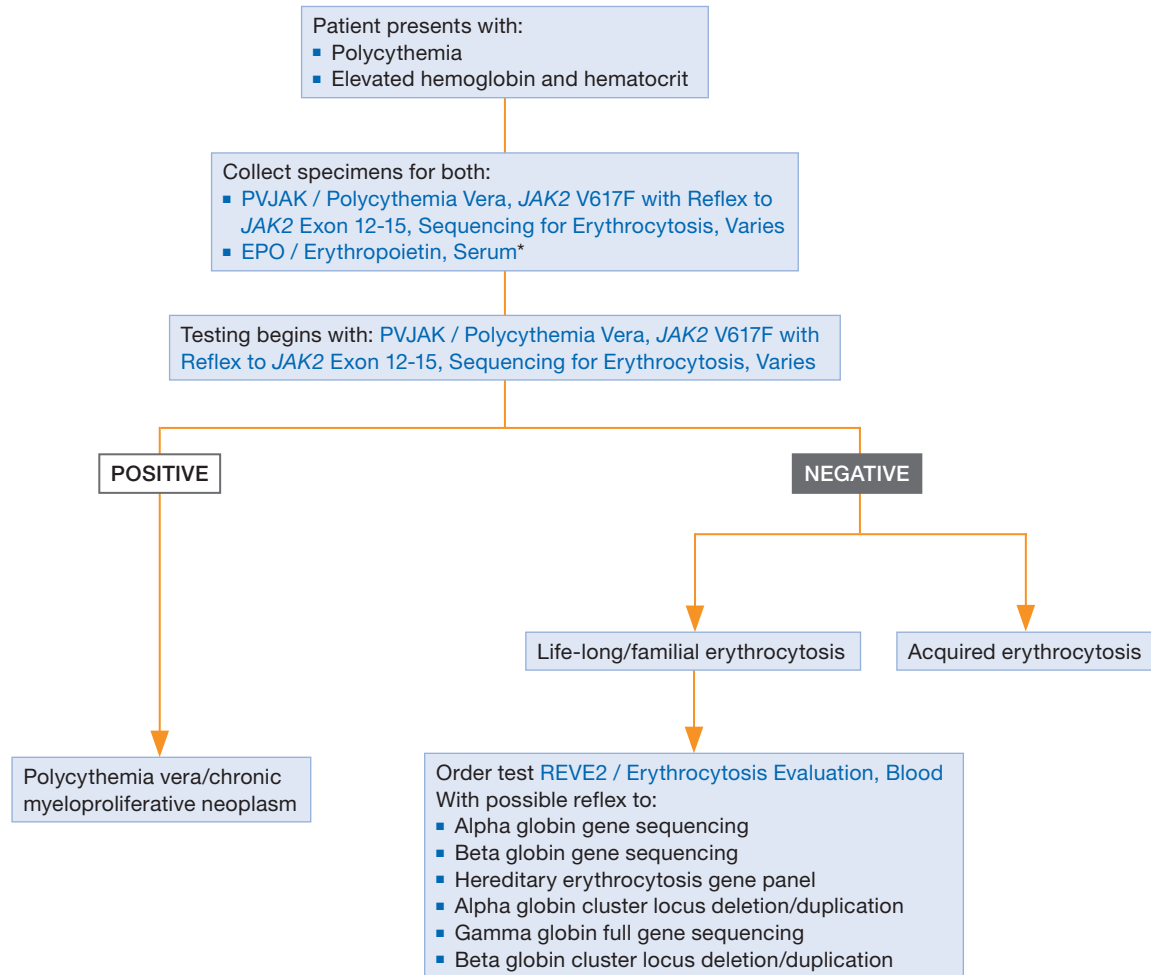 Patient presents with:
▪ Polycythemia
▪ Elevated hemoglobin and hematocrit
Collect specimens for both:
▪ PVJAK / Polycythemia Vera, JAK2 V617F with Reflex to
JAK2 Exon 12-15, Sequencing for Erythrocytosis, Varies
▪ EPO / Erythropoietin, Serum*
Testing begins with: PVJAK / Polycythemia Vera, JAK2 V617F with
Reflex to JAK2 Exon 12-15, Sequencing for Erythrocytosis, Varies
POSITIVE
NEGATIVE
Life-long/familial erythrocytosis
Acquired erythrocytosis
Polycythemia vera/chronic
myeloproliferative neoplasm
Order test REVE2 / Erythrocytosis Evaluation, Blood
With possible reflex to:
▪ Alpha globin gene sequencing
▪ Beta globin gene sequencing
▪ Hereditary erythrocytosis gene panel
▪ Alpha globin cluster locus deletion/duplication
▪ Gamma globin full gene sequencing
▪ Beta globin cluster locus deletion/duplication